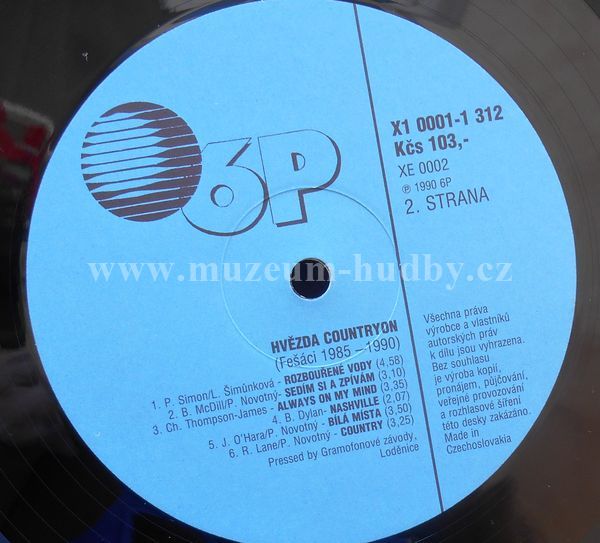 6P
X1 0001-1 312
Kčs 103,-
XE 0002
℗ 1990 6P
2. STRANA
www.muzeum-hudby.cz
HVĚZDA COUNTRYON
(Fešáci 1985 – 1990)
1. P. Simon/L. Šimůnková - ROZBOUŘENÉ VODY (4,58)
2. B. McDill/P. Novotný- SEDÍM SI A ZPÍVÁM (3,10)
3. Ch. Thompson-James - ALWAYS ON MY MIND (3,35)
4. B. Dylan- NASHVILLE (2,07)
5. J. O'Hara/P. Novotný - BÍLÁ MÍSTA (3,50)
6. R. Lane/P. Novotný - COUNTRY (3,25)
Pressed by Gramofonové závody,
Loděnice
Všechna práva
výrobce a vlastníků
autorských práv
k dílu jsou vyhrazena.
Bez souhlasu
je výroba kopií,
pronájem, půjčování,
veřejné provozování
a rozhlasové šíření
této desky zakázáno.
Made in
Czechoslovakia